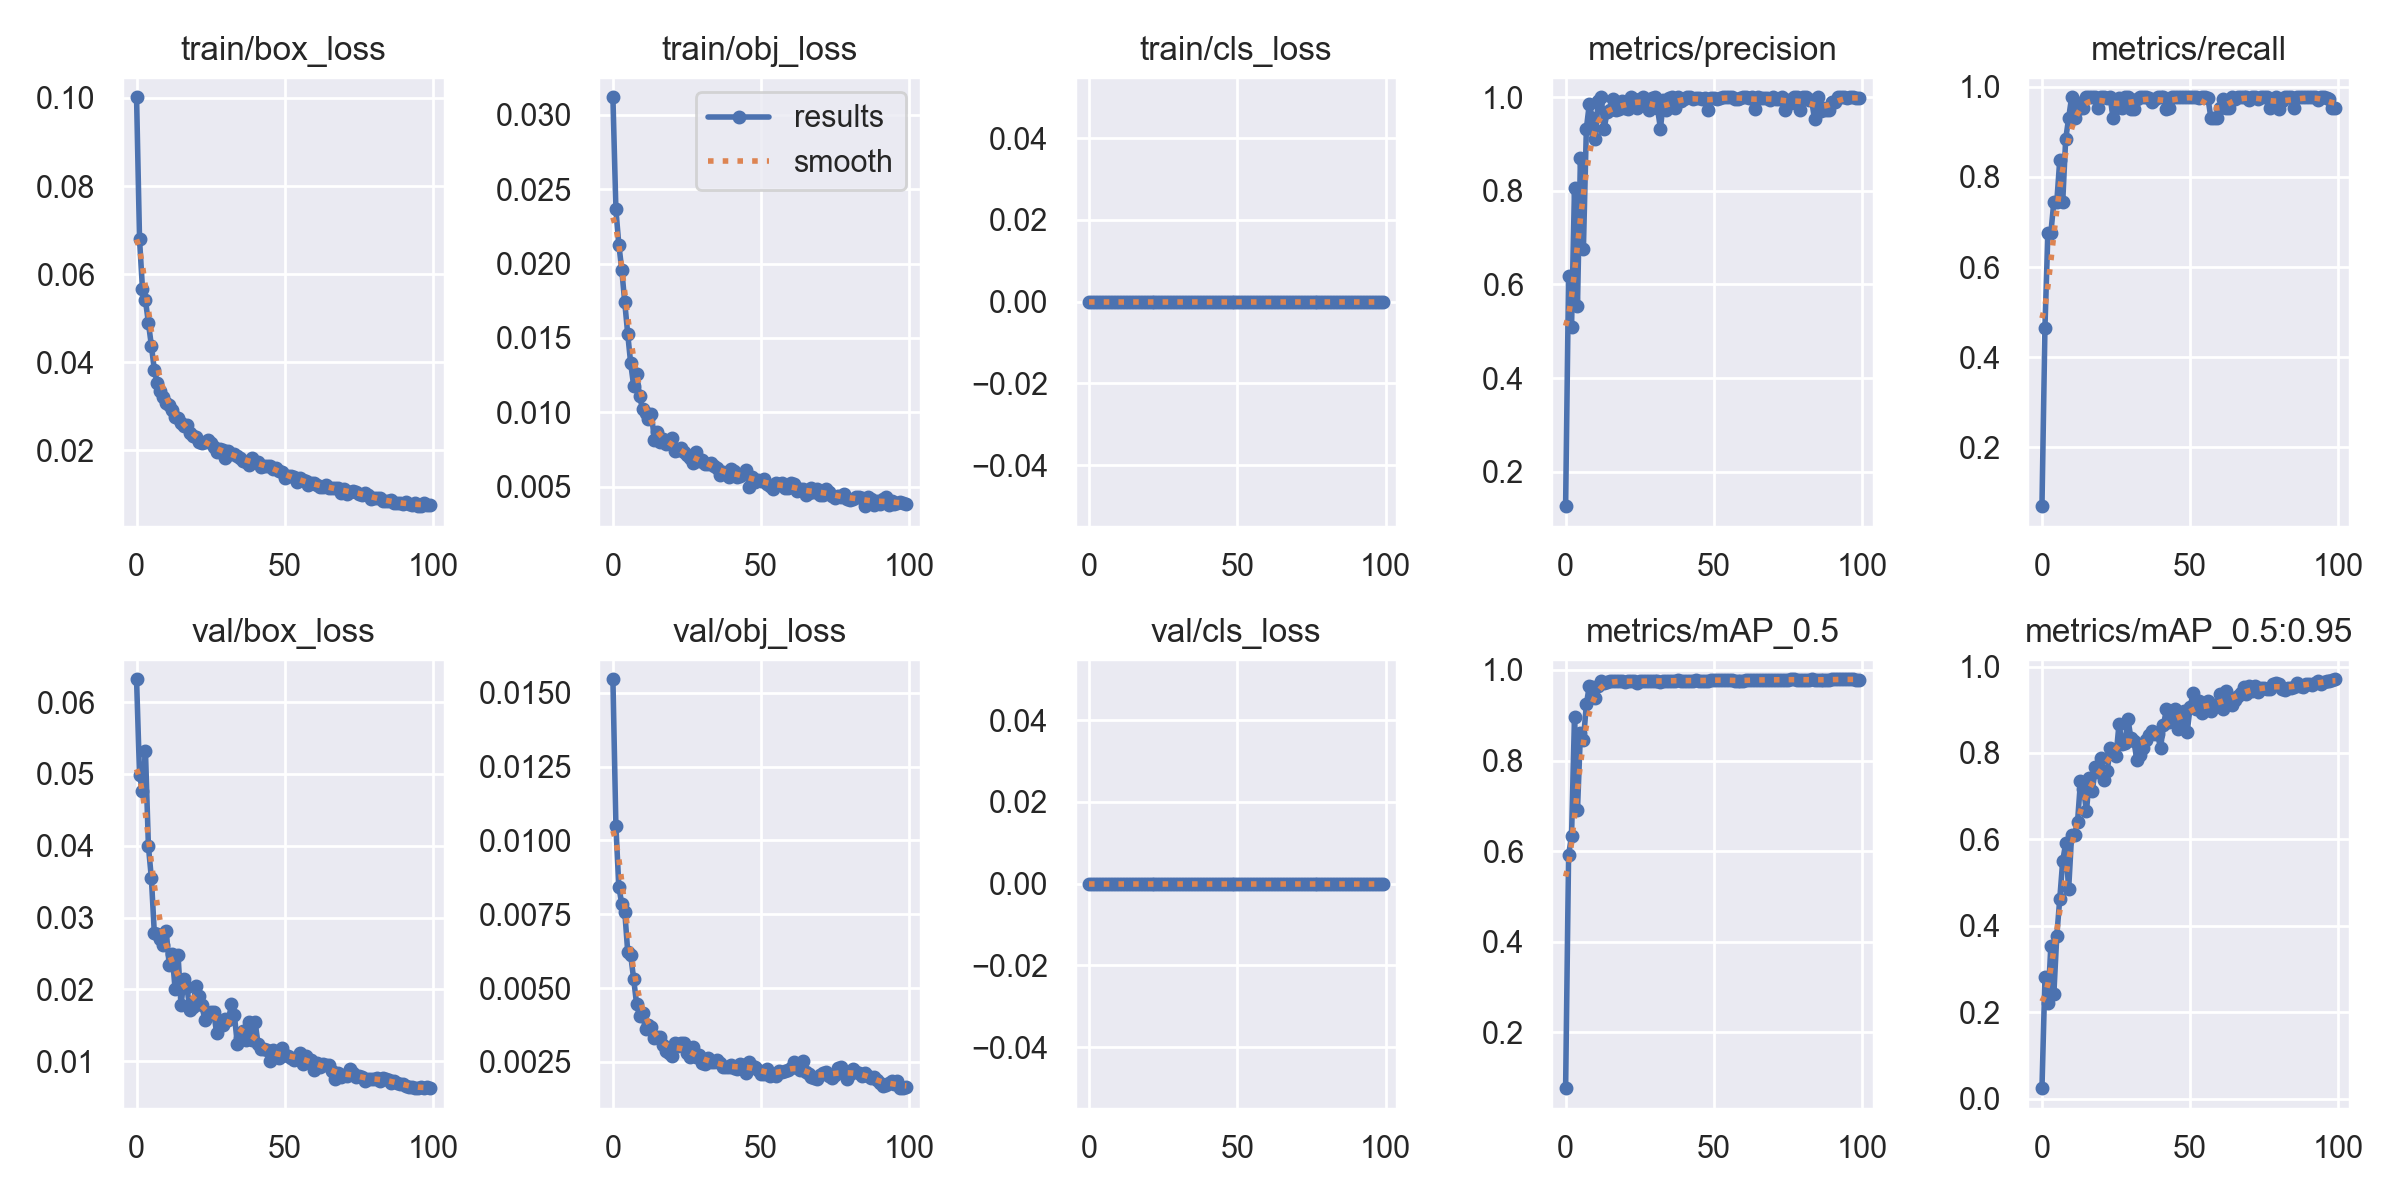 train/box_loss
0.10
0.08
0.06
0.04
0.02
0 50 100
train/obj_loss
results
smooth
0.030
0.025
0.020
0.015
0.010
0.005
0 50 100
train/cls_loss
0.04
0.02
0.00
−0.02
−0.04
0 50 100
metrics/precision
1.0
0.8
0.6
0.4
0.2
0 50 100
metrics/recall
1.0
0.8
0.6
0.4
0.2
0 50 100
val/box_loss
0.06
0.05
0.04
0.03
0.02
0.01
0 50 100
val/obj_loss
0.0150
0.0125
0.0100
0.0075
0.0050
0.0025
0 50 100
val/cls_loss
0.04
0.02
0.00
−0.02
−0.04
0 50 100
metrics/mAP_0.5
1.0
0.8
0.6
0.4
0.2
0 50 100
metrics/mAP_0.5:0.95
1.0
0.8
0.6
0.4
0.2
0.0
0 50 100